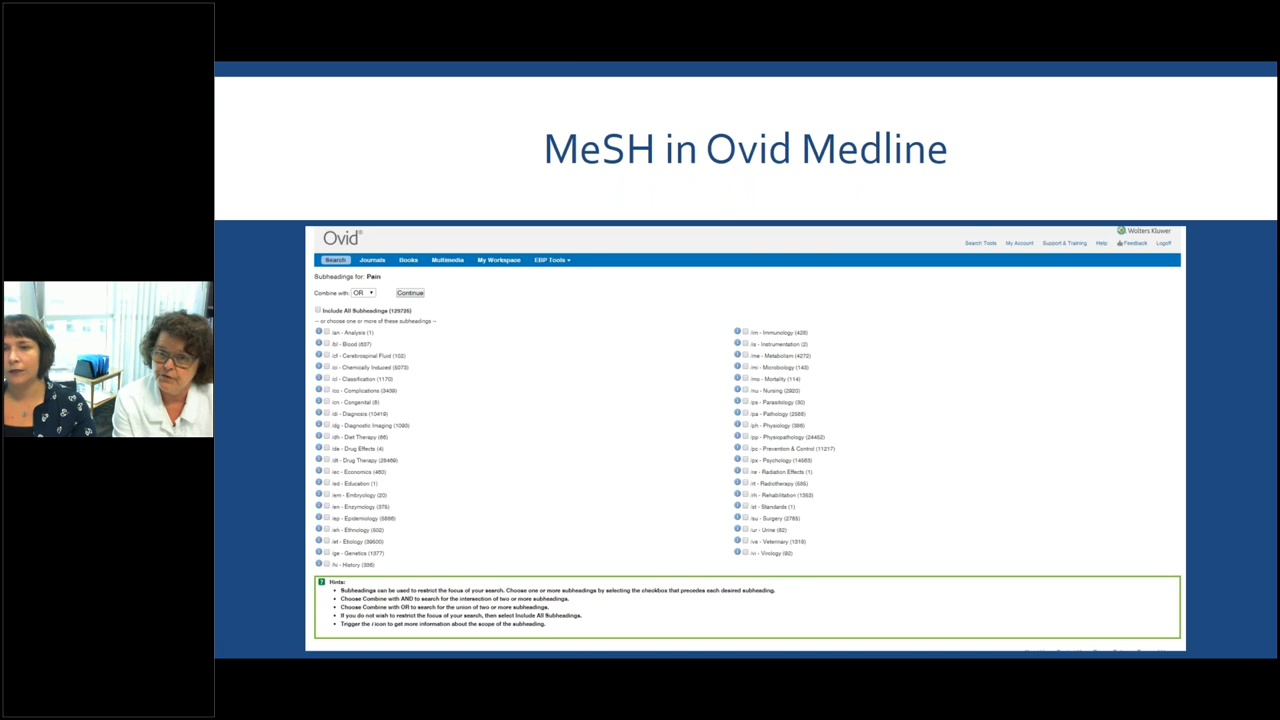 MeSH in Ovid Medline
Ovid®
Wolters Kluwer
Search Tools My Account Support & Training Help Feedback Logoff
Search Journals Books Multimedia My Workspace EBP Tools
Subheadings for: Pain
Combine with: OR Continue
Include All Subheadings (129735)
-- or choose one or more of these subheadings --
/an - Analysis (1)
/bl - Blood (637)
/cf - Cerebrospinal Fluid (102)
/ci - Chemically Induced (5073)
/cl - Classification (1170)
/co - Complications (3439)
/cn - Congenital (8)
/di - Diagnosis (10419)
/dg - Diagnostic Imaging (1093)
/dh - Diet Therapy (66)
/de - Drug Effects (4)
/dt - Drug Therapy (28469)
/ec - Economics (460)
/ed - Education (1)
/em - Embryology (20)
/en - Enzymology (375)
/ep - Epidemiology (5886)
/eh - Ethnology (502)
/et - Etiology (39500)
/ge - Genetics (1377)
/hi - History (336)
/im - Immunology (428)
/is - Instrumentation (2)
/me - Metabolism (4272)
/mi - Microbiology (143)
/mo - Mortality (114)
/nu - Nursing (2920)
/ps - Parasitology (30)
/pa - Pathology (2586)
/ph - Physiology (386)
/pp - Physiopathology (24452)
/pc - Prevention & Control (11217)
/px - Psychology (14563)
/re - Radiation Effects (1)
/rt - Radiotherapy (585)
/rh - Rehabilitation (1353)
/st - Standards (1)
/su - Surgery (2765)
/ur - Urine (82)
/ve - Veterinary (1318)
/vi - Virology (92)
Hints:
• Subheadings can be used to restrict the focus of your search. Choose one or more subheadings by selecting the checkbox that precedes each desired subheading.
• Choose Combine with AND to search for the intersection of two or more subheadings.
• Choose Combine with OR to search for the union of two or more subheadings.
• If you do not wish to restrict the focus of your search, then select Include All Subheadings.
• Trigger the i icon to get more information about the scope of the subheading.